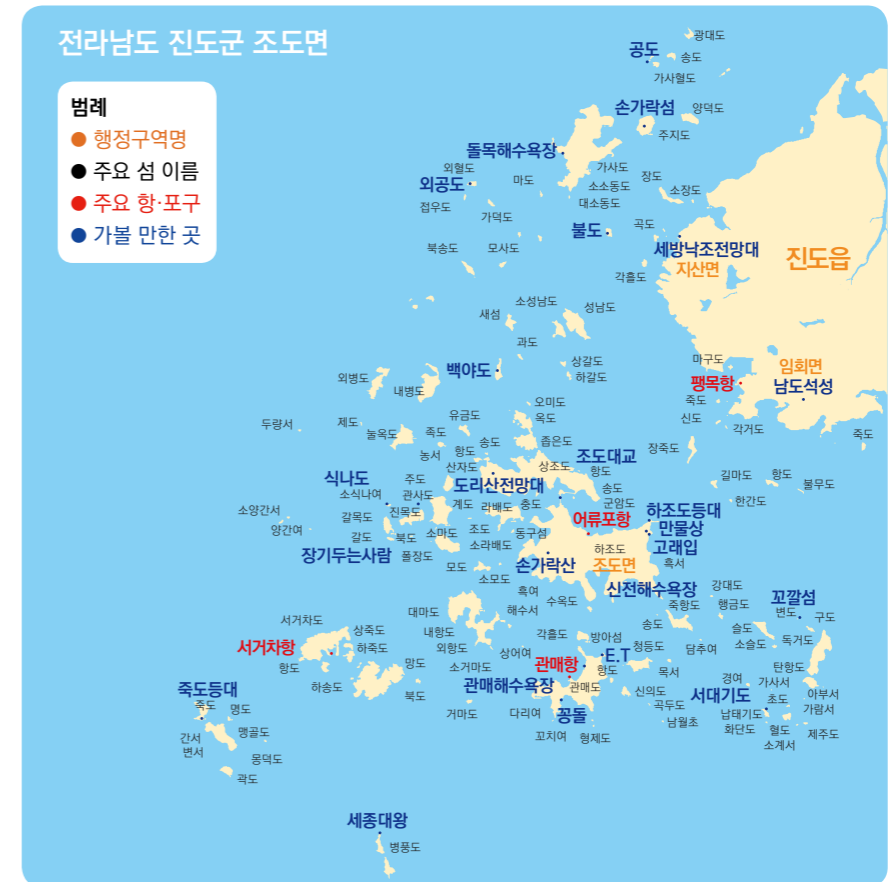 전라남도 진도군 조도면
범례
행정구역명
주요 섬 이름
주요 항·포구
가볼 만한 곳
광대도
공도
송도
가사혈도
손가락섬
양덕도
주지도
돌목해수욕장
외혈도
가사도
마도
장도
외공도
소소동도
소장도
대소동도
접우도
가덕도
불도
곡도
북송도
모사도
세방낙조전망대
진도읍
지산면
각흘도
소성남도
성남도
새섬
과도
마구도
상갈도
임회면
백야도
하갈도
외병도
팽목항
남도석성
내병도
죽도
오미도
유금도
옥도
신도
두량서
제도
각거도
눌옥도
족도
송도
좁은도
죽도
농서
항도
장죽도
조도대교
산자도
상조도
항도
식나도
주도
길마도
항도
도리산전망대
송도
불무도
소식나여
관사도
한간도
계도
라배도
충도
군암도
소양간서
갈목도
진목도
하조도등대
어류포항
양간여
만물상
갈도
북도
소마도
조도
동구섬
소라배도
하조도
고래입
장기두는사람
풀장도
손가락산
조도면
흑서
모도
소모도
신전해수욕장
강대도
흑여
꼬깔섬
수옥도
죽항도
행금도
대마도
해수서
변도
구도
서거차도
송도
슬도
상죽도
내항도
각흘도
방아섬
독거도
서거차항
하죽도
외항도
상어여
청등도
담추여
소슬도
E.T
항도
망도
소거마도
관매항
항도
탄항도
목서
경여
가사서
하송도
관매해수욕장
관매도
신의도
서대기도
죽도등대
북도
초도
아부서
죽도
명도
거마도
다리여
꽁돌
곡두도
납태기도
가람서
남월초
간서
맹골도
꼬치여
형제도
화단도
혈도
제주도
변서
소계서
몽덕도
곽도
세종대왕
병풍도